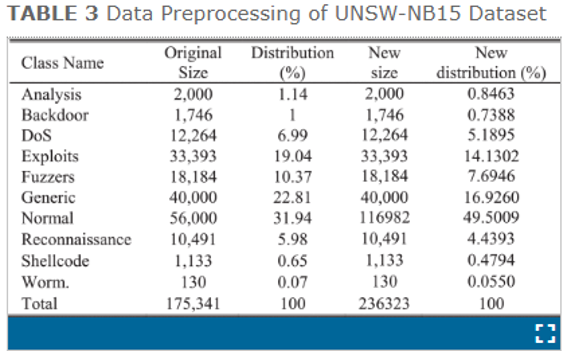 TABLE 3 Data Preprocessing of UNSW-NB15 Dataset
Class Name Original Size Distribution (%) New size New distribution (%)
Analysis 2,000 1.14 2,000 0.8463
Backdoor 1,746 1 1,746 0.7388
DoS 12,264 6.99 12,264 5.1895
Exploits 33,393 19.04 33,393 14.1302
Fuzzers 18,184 10.37 18,184 7.6946
Generic 40,000 22.81 40,000 16.9260
Normal 56,000 31.94 116982 49.5009
Reconnaissance 10,491 5.98 10,491 4.4393
Shellcode 1,133 0.65 1,133 0.4794
Worm. 130 0.07 130 0.0550
Total 175,341 100 236323 100